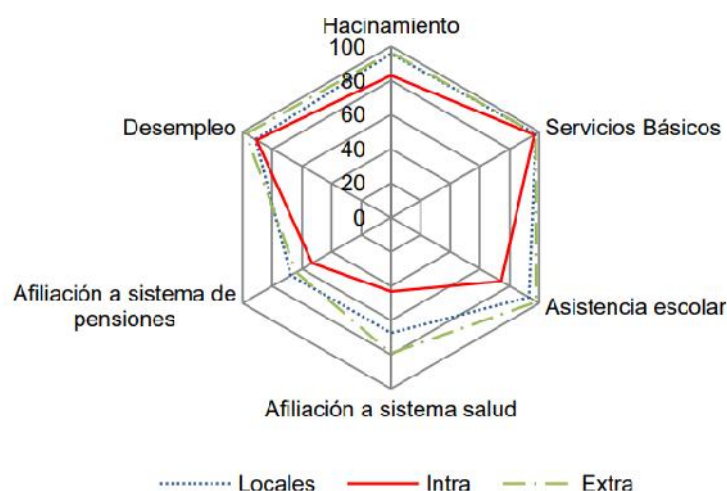 Hacinamiento
100
80
60
40
20
0
Desempleo
Servicios Básicos
Afiliación a sistema de
pensiones
Asistencia escolar
Afiliación a sistema salud
Locales Intra Extra